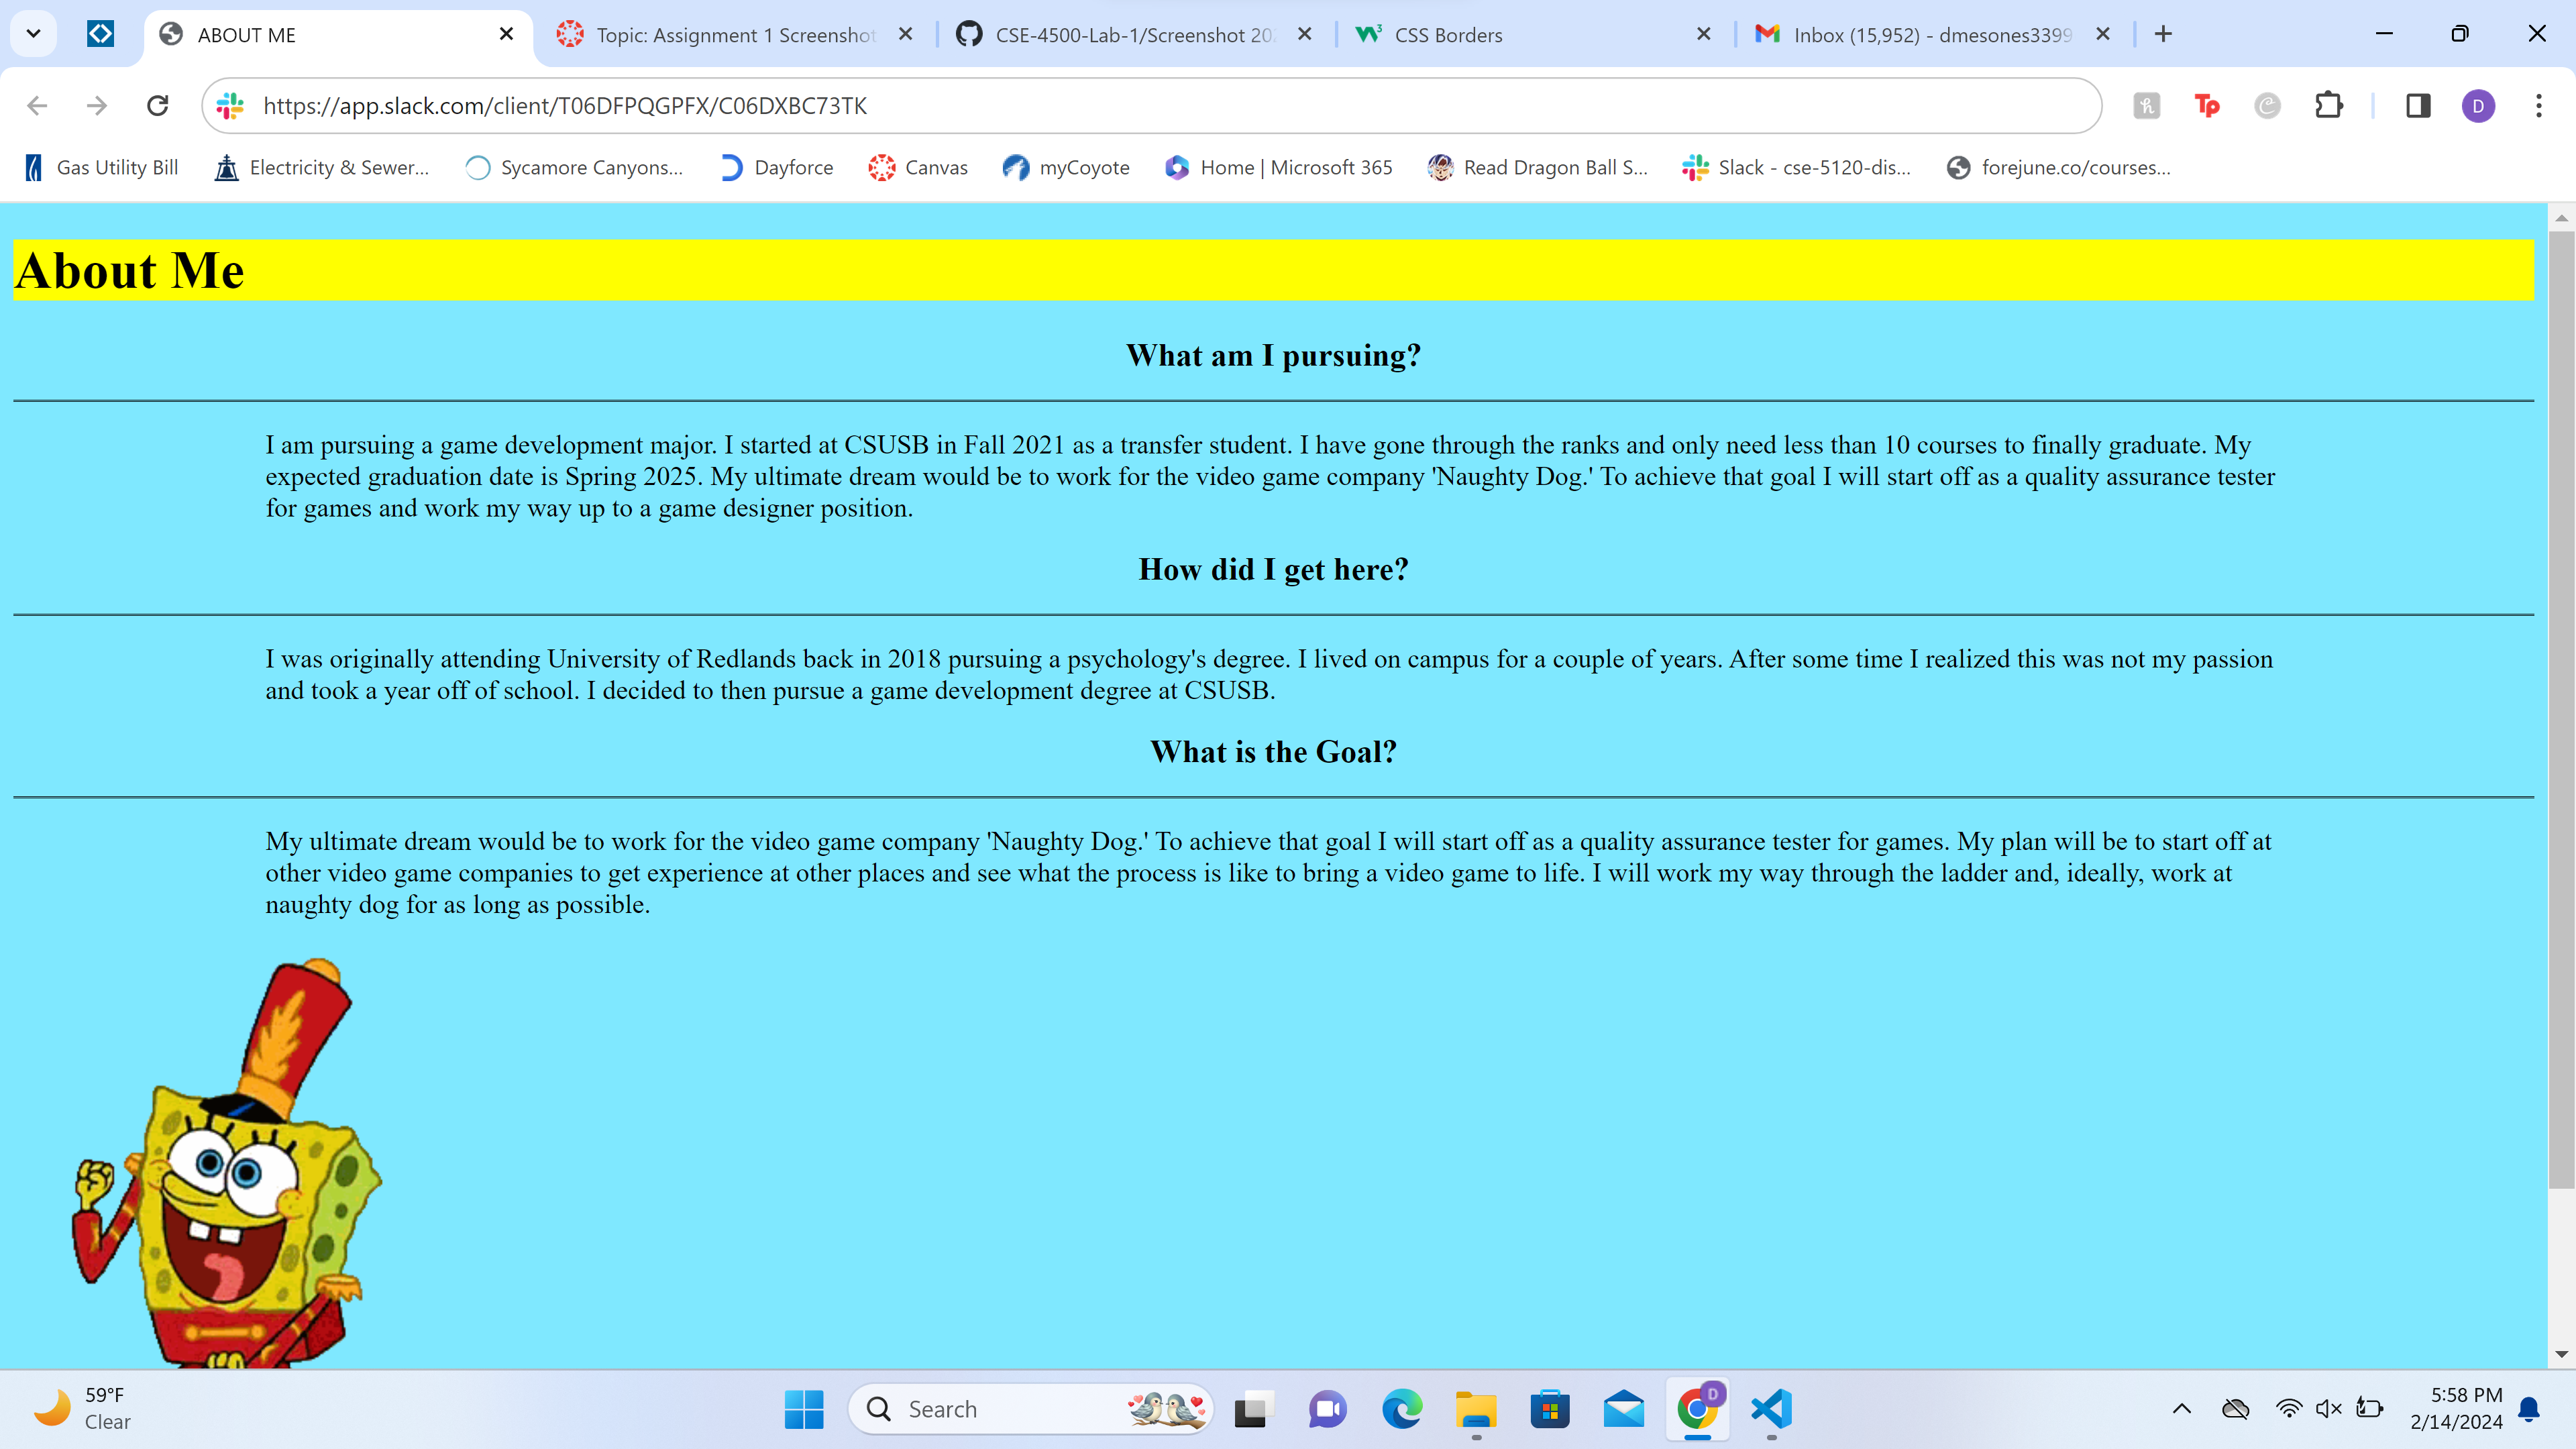 ABOUT ME
Topic: Assignment 1 Screenshot
CSE-4500-Lab-1/Screenshot 20
CSS Borders
Inbox (15,952) - dmesones3399
https://app.slack.com/client/T06DFPQGPFX/C06DXBC73TK
D
Gas Utility Bill
Electricity & Sewer...
Sycamore Canyons...
Dayforce
Canvas
myCoyote
Home | Microsoft 365
Read Dragon Ball S...
Slack - cse-5120-dis...
forejune.co/courses...
About Me
What am I pursuing?
I am pursuing a game development major. I started at CSUSB in Fall 2021 as a transfer student. I have gone through the ranks and only need less than 10 courses to finally graduate. My
expected graduation date is Spring 2025. My ultimate dream would be to work for the video game company 'Naughty Dog.' To achieve that goal I will start off as a quality assurance tester
for games and work my way up to a game designer position.
How did I get here?
I was originally attending University of Redlands back in 2018 pursuing a psychology's degree. I lived on campus for a couple of years. After some time I realized this was not my passion
and took a year off of school. I decided to then pursue a game development degree at CSUSB.
What is the Goal?
My ultimate dream would be to work for the video game company 'Naughty Dog.' To achieve that goal I will start off as a quality assurance tester for games. My plan will be to start off at
other video game companies to get experience at other places and see what the process is like to bring a video game to life. I will work my way through the ladder and, ideally, work at
naughty dog for as long as possible.
59°F
Clear
Search
D
5:58 PM
2/14/2024